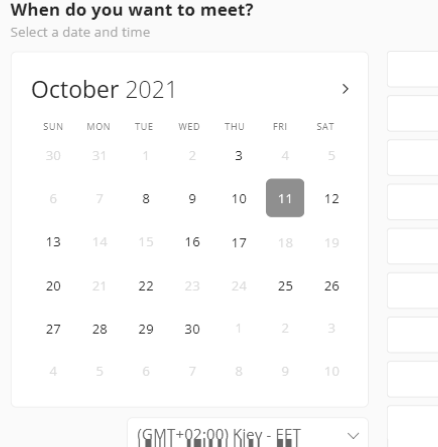 When do you want to meet?
Select a date and time
October 2021
SUN MON TUE WED THU FRI SAT
30 31 1 2 3 4 5
6 7 8 9 10 11 12
13 14 15 16 17 18 19
20 21 22 23 24 25 26
27 28 29 30 1 2 3
4 5 6 7 8 9 10
(GMT+02:00) Kiev - EET